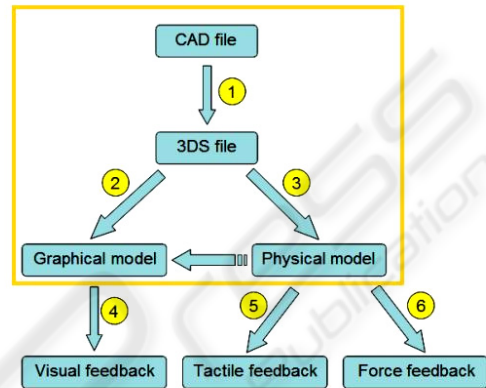 CAD file
1
3DS file
2
3
Graphical model
Physical model
4
5
6
Visual feedback
Tactile feedback
Force feedback